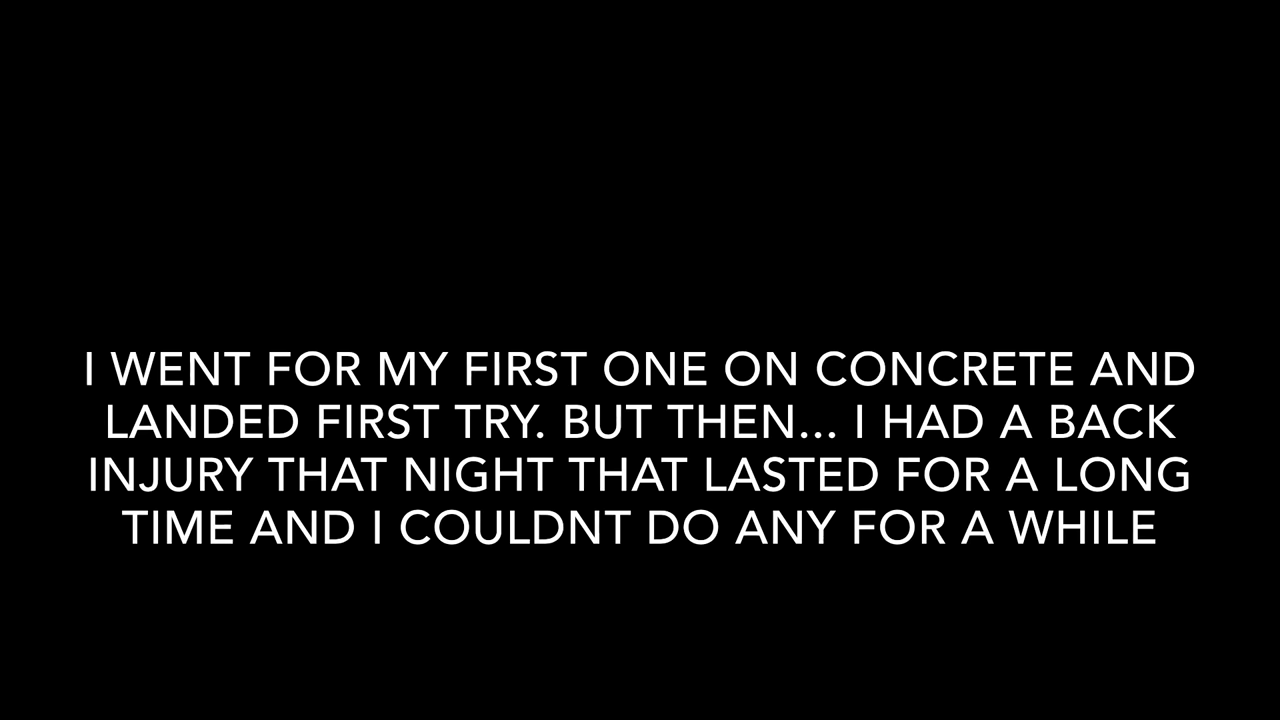 I WENT FOR MY FIRST ONE ON CONCRETE AND
LANDED FIRST TRY. BUT THEN... I HAD A BACK
INJURY THAT NIGHT THAT LASTED FOR A LONG
TIME AND I COULDNT DO ANY FOR A WHILE